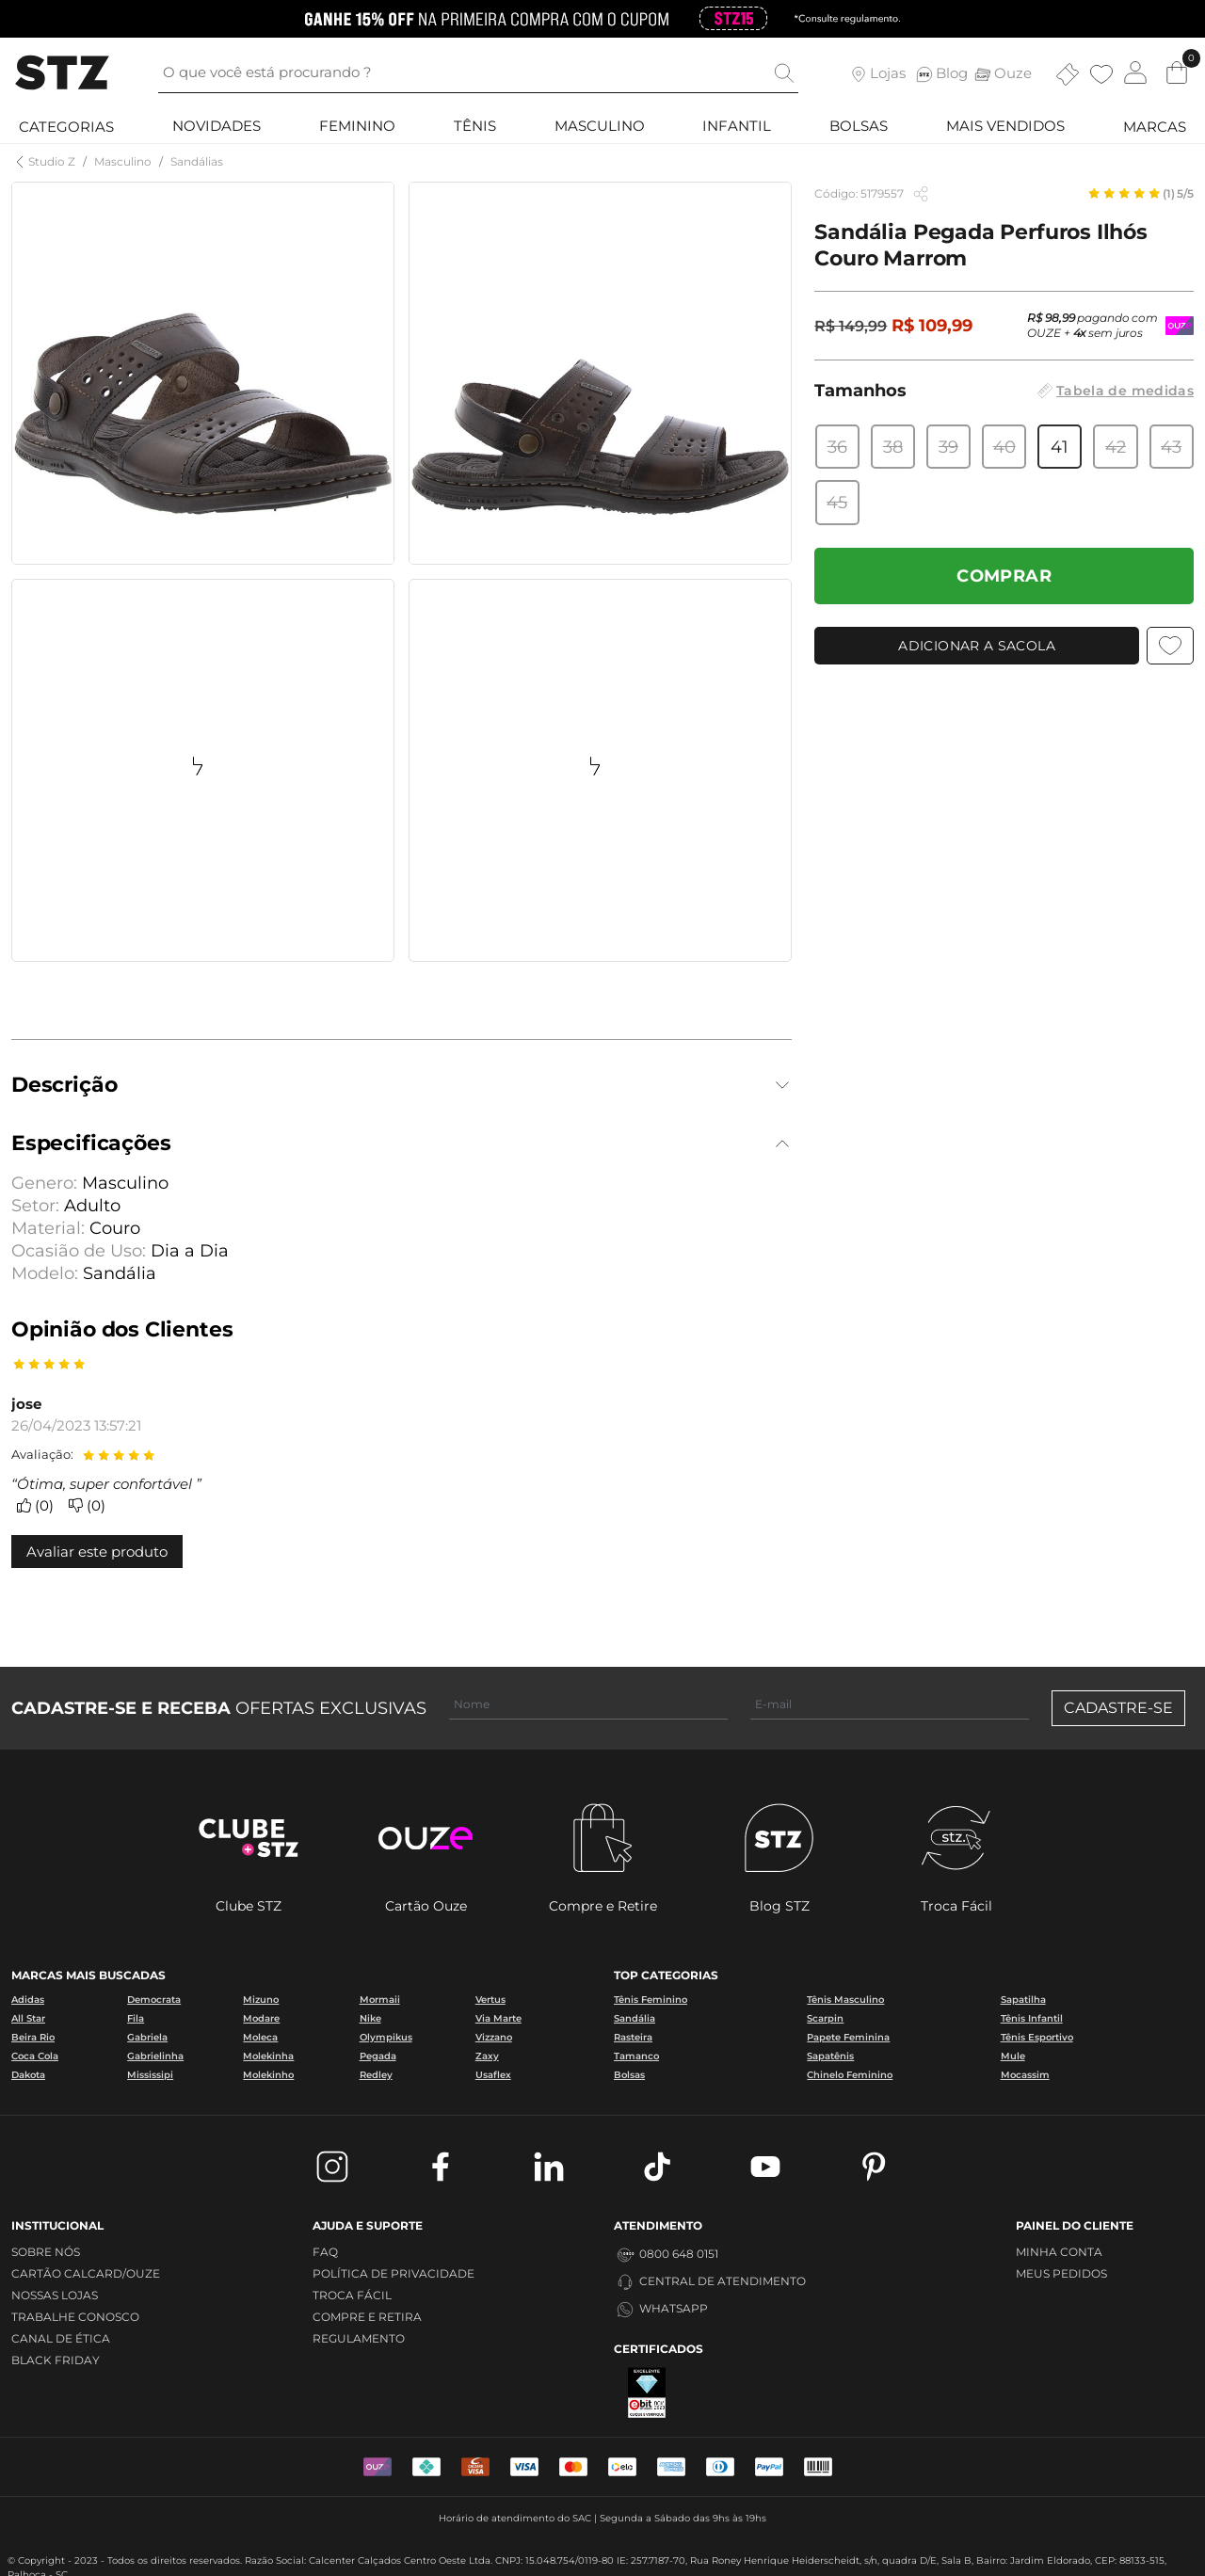 GANHE 15% OFF NA PRIMEIRA COMPRA COM O CUPOM STZ15 *Consulte regulamento.
STZ O que você está procurando ? Lojas Blog Ouze 0
CATEGORIAS NOVIDADES FEMININO TÊNIS MASCULINO INFANTIL BOLSAS MAIS VENDIDOS MARCAS
Studio Z / Masculino / Sandálias
Código: 5179557 (1) 5/5
Sandália Pegada Perfuros Ilhós
Couro Marrom
R$ 149,99 R$ 109,99
R$ 98,99 pagando com
OUZE + 4x sem juros
OUZE
Tamanhos Tabela de medidas
36 38 39 40 41 42 43
45
COMPRAR
ADICIONAR A SACOLA
Descrição
Especificações
Genero: Masculino
Setor: Adulto
Material: Couro
Ocasião de Uso: Dia a Dia
Modelo: Sandália
Opinião dos Clientes
jose
26/04/2023 13:57:21
Avaliação:
“Ótima, super confortável ”
(0) (0)
Avaliar este produto
CADASTRE-SE E RECEBA OFERTAS EXCLUSIVAS Nome E-mail CADASTRE-SE
CLUBE + STZ
ouze
STZ
stz.
Clube STZ Cartão Ouze Compre e Retire Blog STZ Troca Fácil
MARCAS MAIS BUSCADAS
Adidas Democrata Mizuno Mormaii Vertus
All Star Fila Modare Nike Via Marte
Beira Rio Gabriela Moleca Olympikus Vizzano
Coca Cola Gabrielinha Molekinha Pegada Zaxy
Dakota Mississipi Molekinho Redley Usaflex
TOP CATEGORIAS
Tênis Feminino Tênis Masculino Sapatilha
Sandália Scarpin Tênis Infantil
Rasteira Papete Feminina Tênis Esportivo
Tamanco Sapatênis Mule
Bolsas Chinelo Feminino Mocassim
INSTITUCIONAL
SOBRE NÓS
CARTÃO CALCARD/OUZE
NOSSAS LOJAS
TRABALHE CONOSCO
CANAL DE ÉTICA
BLACK FRIDAY
AJUDA E SUPORTE
FAQ
POLÍTICA DE PRIVACIDADE
TROCA FÁCIL
COMPRE E RETIRA
REGULAMENTO
ATENDIMENTO
0800 648 0151
CENTRAL DE ATENDIMENTO
WHATSAPP
CERTIFICADOS
EXCELENTE
ebit
CLIQUE E VERIFIQUE
PAINEL DO CLIENTE
MINHA CONTA
MEUS PEDIDOS
VISA VISA elo PayPal
Horário de atendimento do SAC | Segunda a Sábado das 9hs às 19hs
© Copyright - 2023 - Todos os direitos reservados. Razão Social: Calcenter Calçados Centro Oeste Ltda. CNPJ: 15.048.754/0119-80 IE: 257.7187-70, Rua Roney Henrique Heiderscheidt, s/n, quadra D/E, Sala B, Bairro: Jardim Eldorado, CEP: 88133-515,
Palhoça - SC